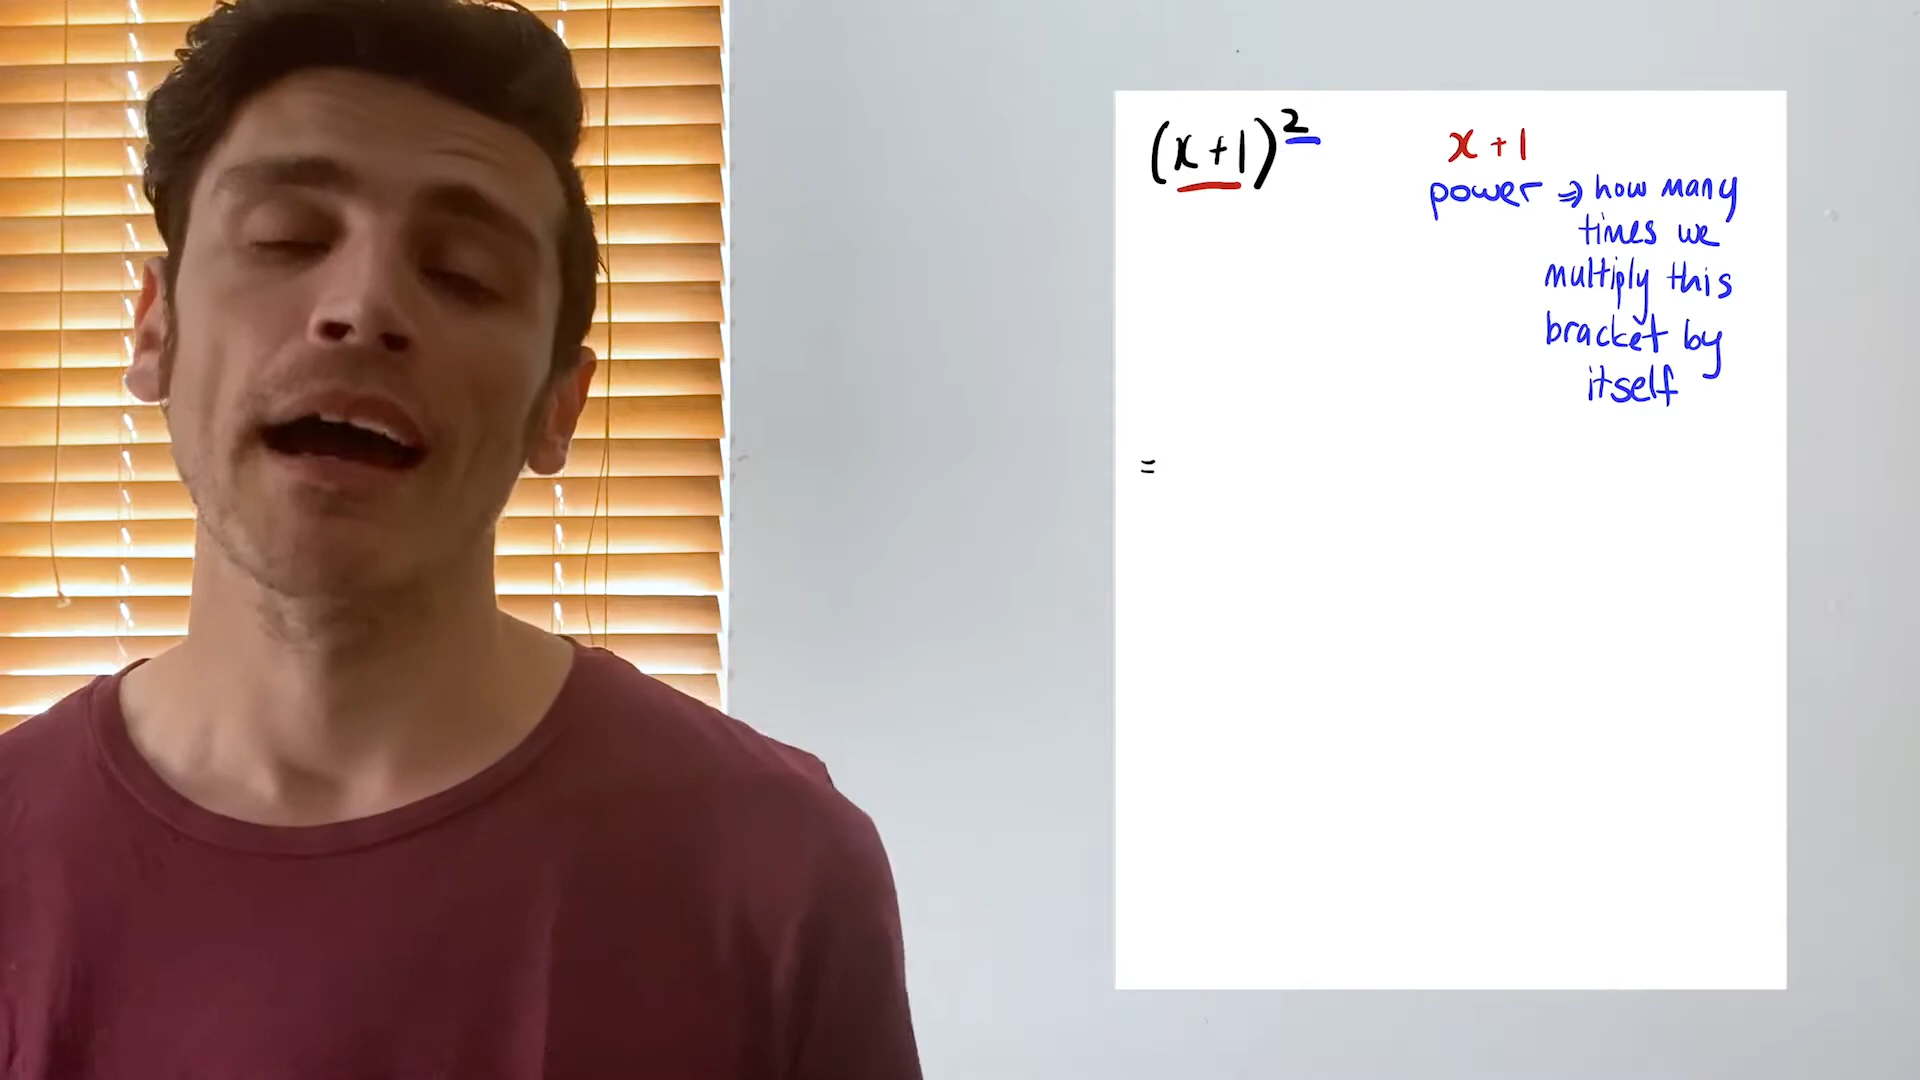 (x+1)²
x+1
power ⇒ how many
times we
multiply this
bracket by
itself
=